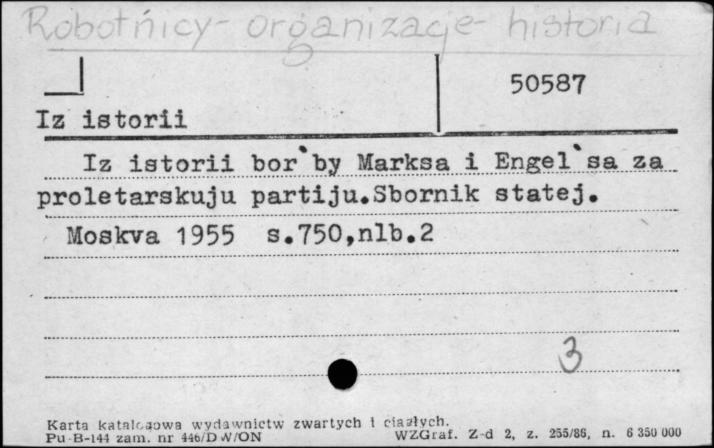 Robotnicy - organizacje - historia
50587
Iz istorii
Iz istorii bor`by Marksa i Engel`sa za
proletarskuju partiju.Sbornik statej.
Moskva 1955 s.750,nlb.2
3
Karta katalogowa wydawnictw zwartych i ciągłych.
Pu-B-144 zam. nr 446/DW/ON WZGraf. Z-d 2, z. 255/86, n. 6 350 000